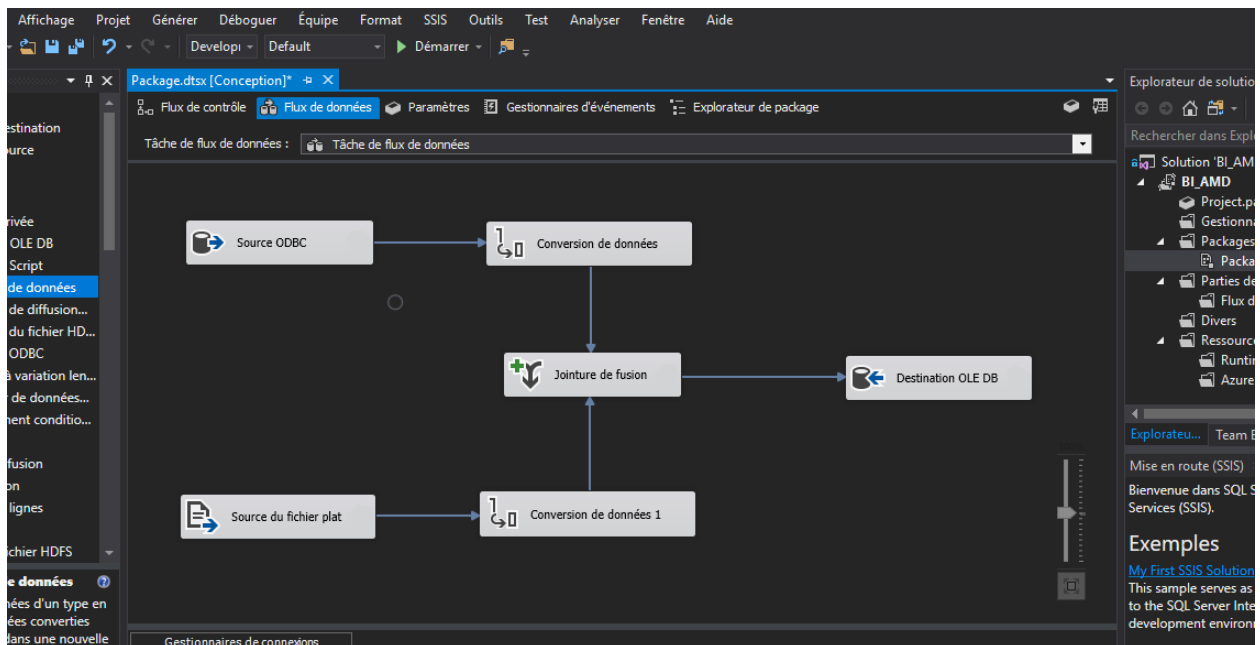 Affichage Projet Générer Déboguer Équipe Format SSIS Outils Test Analyser Fenêtre Aide
Developı Default Démarrer
Package.dtsx [Conception]*
Flux de contrôle Flux de données Paramètres Gestionnaires d'événements Explorateur de package
Tâche de flux de données : Tâche de flux de données
estination
ource
rivée
OLE DB
Script
de données
de diffusion...
du fichier HD...
ODBC
à variation len...
de données...
nent conditio...
fusion
on
lignes
ichier HDFS
e données
nées d'un type en
ées converties
dans une nouvelle
Source ODBC
Conversion de données
Jointure de fusion
Destination OLE DB
Source du fichier plat
Conversion de données 1
Gestionnaires de connexions
Explorateur de solutio
Rechercher dans Expl
Solution 'BI_AM
BI_AMD
Project.pa
Gestionna
Packages
Packa
Parties de
Flux d
Divers
Ressource
Runti
Azure
Explorateu... Team E
Mise en route (SSIS)
Bienvenue dans SQL S
Services (SSIS).
Exemples
My First SSIS Solution
This sample serves as
to the SQL Server Inte
development environn